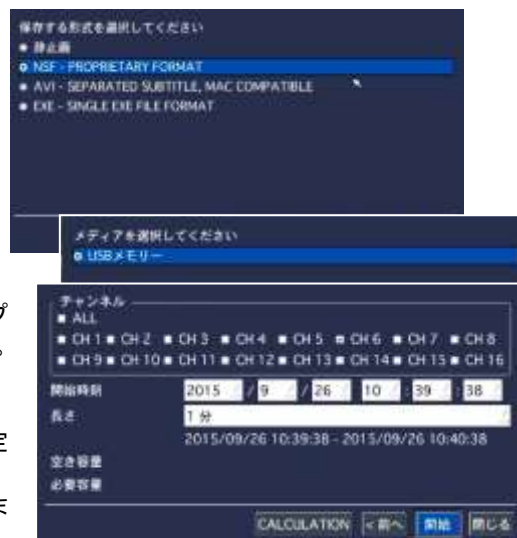 保存する形式を選択してください
静止画
NSF - PROPRIETARY FORMAT
AVI - SEPARATED SUBTITLE, MAC COMPATIBLE
EXE - SINGLE EXE FILE FORMAT
メディアを選択してください
USBメモリー
プ
。
定
ま
チャンネル
ALL
CH 1 CH 2 CH 3 CH 4 CH 5 CH 6 CH 7 CH 8
CH 9 CH 10 CH 11 CH 12 CH 13 CH 14 CH 15 CH 16
開始時刻 2015 / 9 / 26 10 : 39 : 38
長さ 1 分
2015/09/26 10:39:38 - 2015/09/26 10:40:38
空き容量
必要容量
CALCULATION <前へ 開始 閉じる